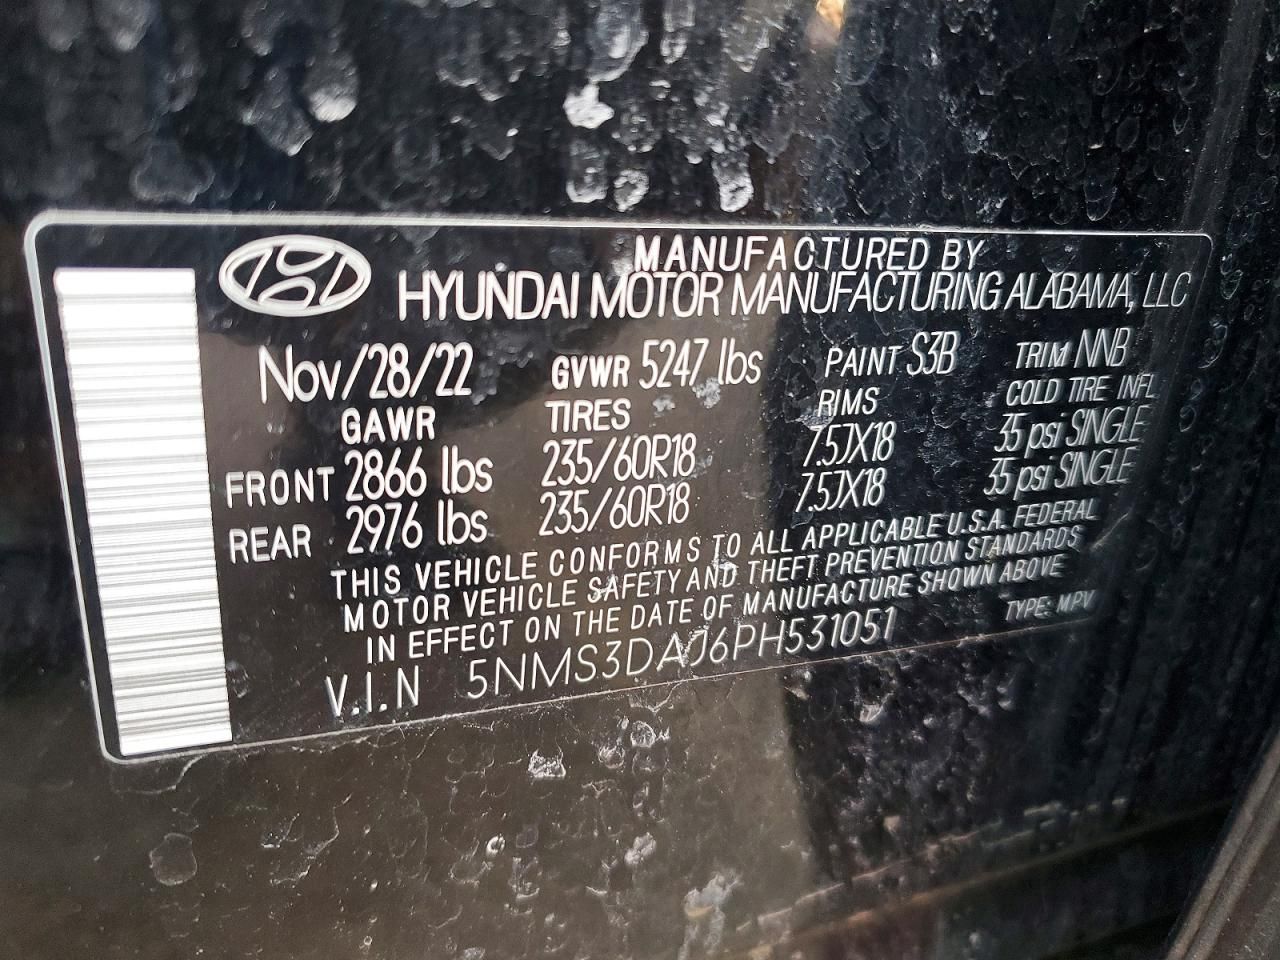 MANUFACTURED BY
HYUNDAI MOTOR MANUFACTURING ALABAMA, LLC
Nov/28/22 GVWR 5247 lbs PAINT S3B TRIM NNB
GAWR TIRES RIMS COLD TIRE INFL
FRONT 2866 lbs 235/60R18 7.5JX18 35 psi SINGLE
REAR 2976 lbs 235/60R18 7.5JX18 35 psi SINGLE
THIS VEHICLE CONFORMS TO ALL APPLICABLE U.S.A. FEDERAL
MOTOR VEHICLE SAFETY AND THEFT PREVENTION STANDARDS
IN EFFECT ON THE DATE OF MANUFACTURE SHOWN ABOVE
V.I.N 5NMS3DAJ6PH531051 TYPE: MPV